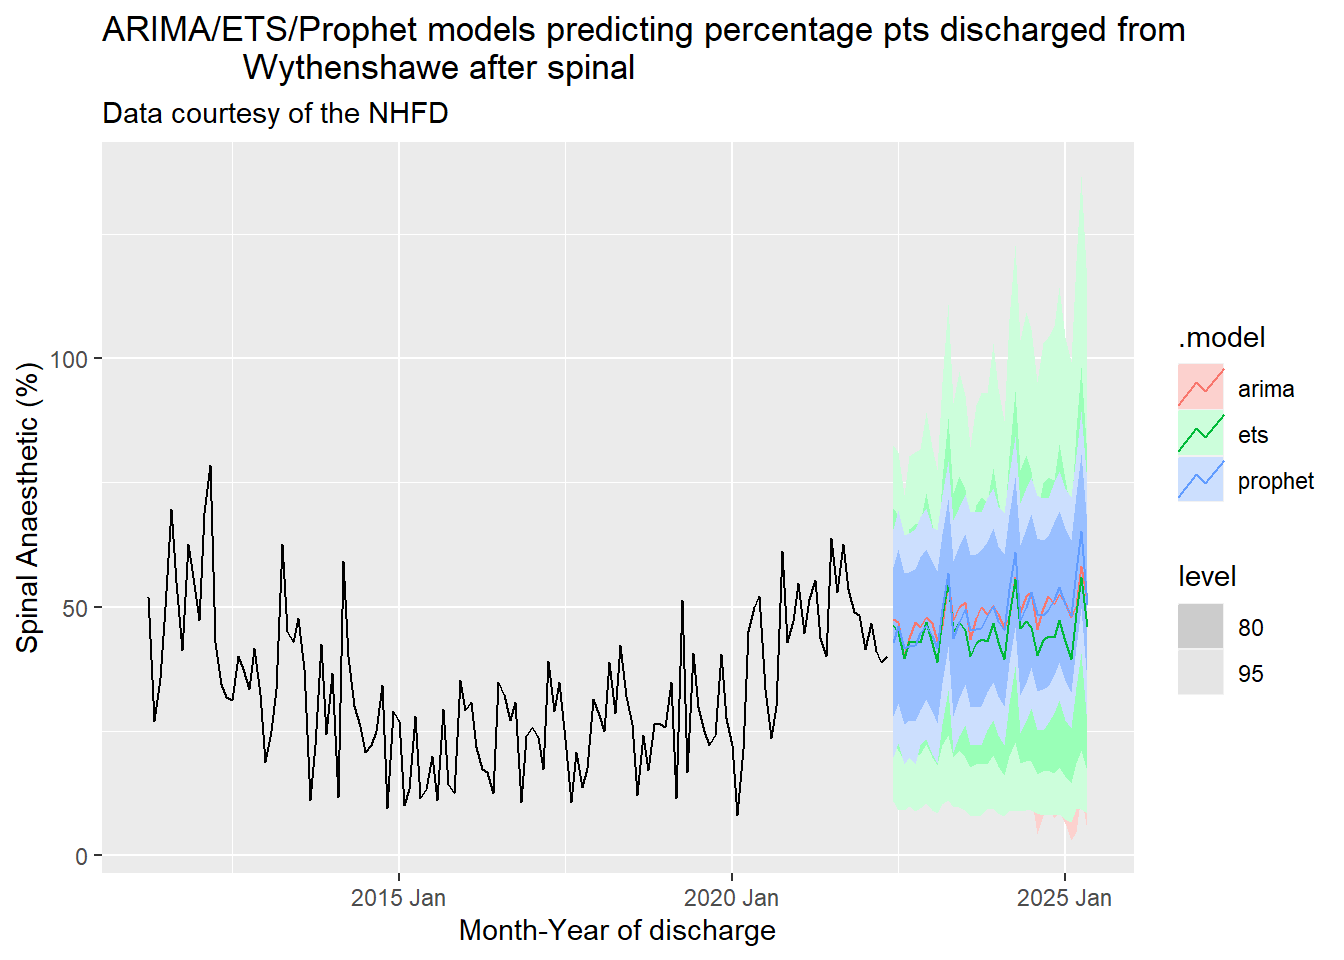 ARIMA/ETS/Prophet models predicting percentage pts discharged from
Wythenshawe after spinal
Data courtesy of the NHFD
Spinal Anaesthetic (%)
100
50
0
2015 Jan
2020 Jan
2025 Jan
Month-Year of discharge
.model
arima
ets
prophet
level
80
95